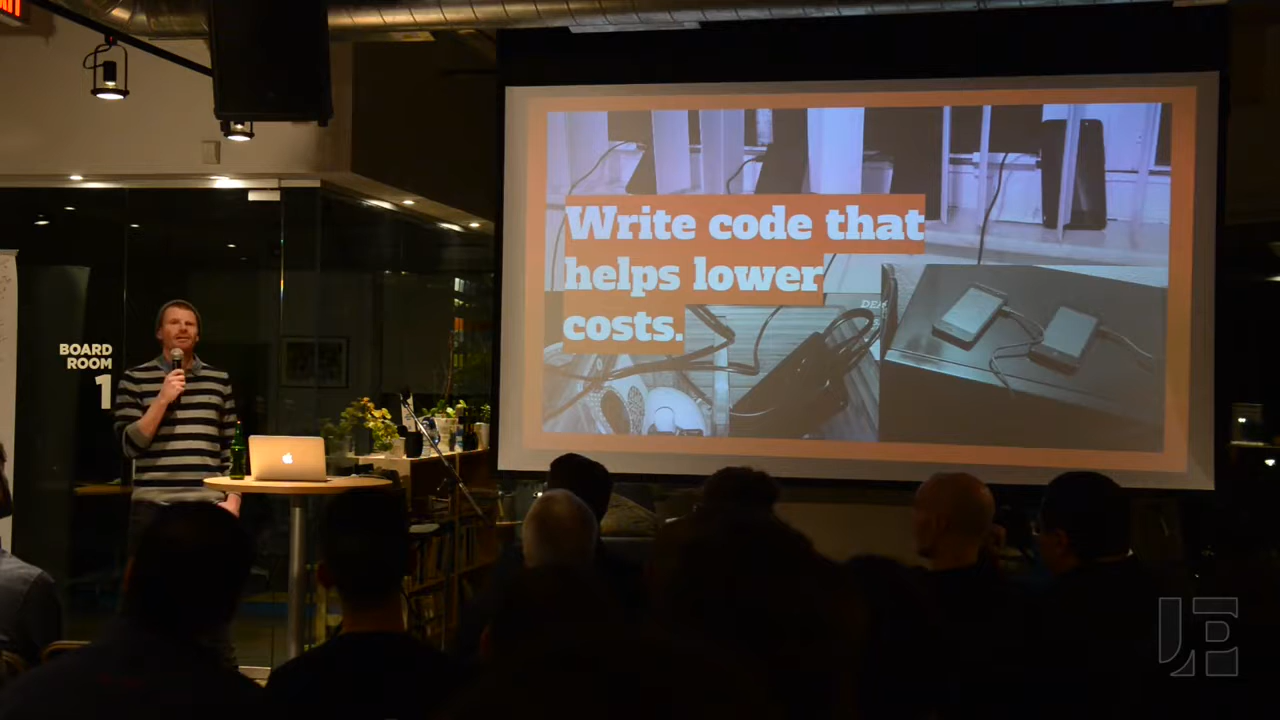 BOARD
ROOM
1
Write code that
helps lower
costs.